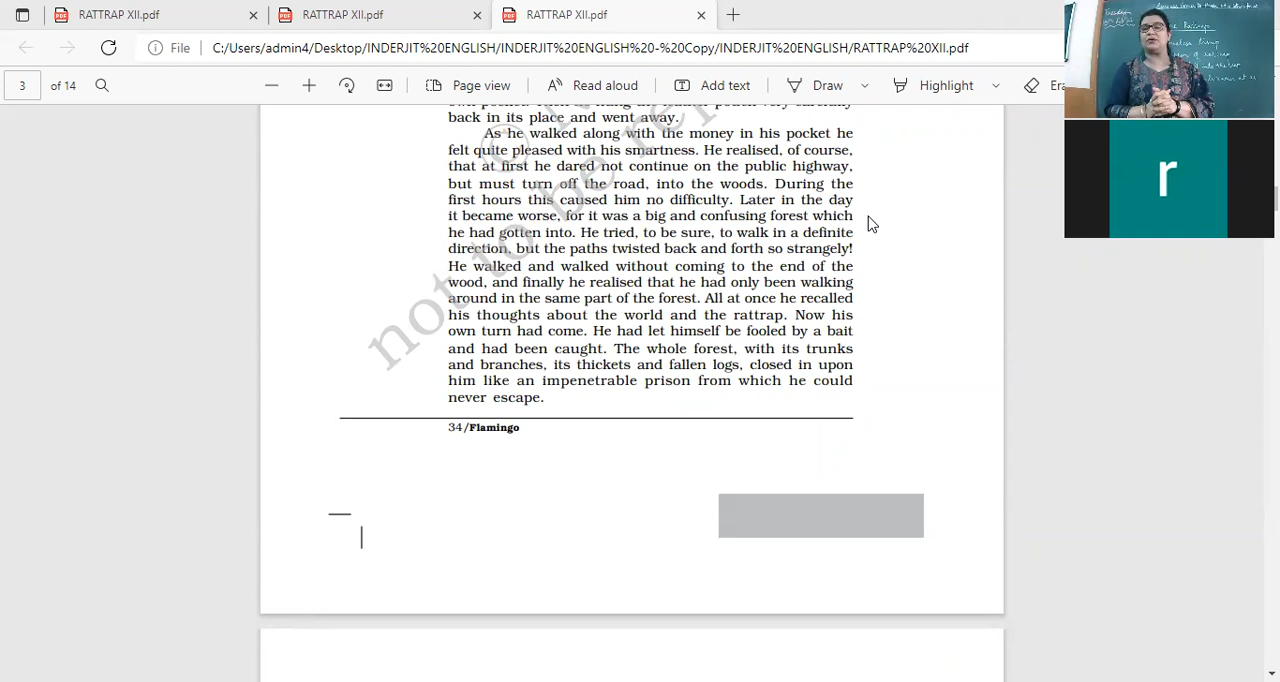 RATTRAP XII.pdf
RATTRAP XII.pdf
RATTRAP XII.pdf
File
C:/Users/admin4/Desktop/INDERJIT%20ENGLISH/INDERJIT%20ENGLISH%20-%20Copy/INDERJIT%20ENGLISH/RATTRAP%20XII.pdf
3 of 14
Page view
Read aloud
Add text
Draw
Highlight
back in its place and went away.
As he walked along with the money in his pocket he
felt quite pleased with his smartness. He realised, of course,
that at first he dared not continue on the public highway,
but must turn off the road, into the woods. During the
first hours this caused him no difficulty. Later in the day
it became worse, for it was a big and confusing forest which
he had gotten into. He tried, to be sure, to walk in a definite
direction, but the paths twisted back and forth so strangely!
He walked and walked without coming to the end of the
wood, and finally he realised that he had only been walking
around in the same part of the forest. All at once he recalled
his thoughts about the world and the rattrap. Now his
own turn had come. He had let himself be fooled by a bait
and had been caught. The whole forest, with its trunks
and branches, its thickets and fallen logs, closed in upon
him like an impenetrable prison from which he could
never escape.
34/Flamingo
© N
not to be re
r